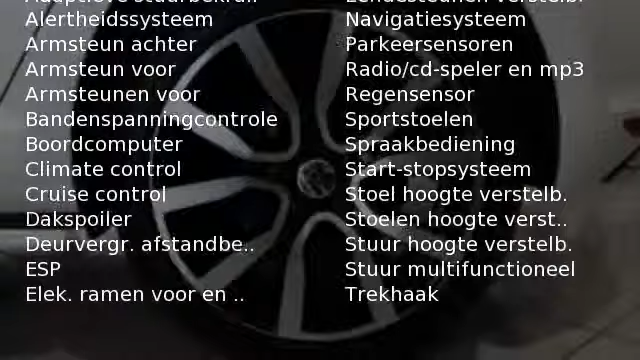 Alertheidssysteem
Armsteun achter
Armsteun voor
Armsteunen voor
Bandenspanningcontrole
Boordcomputer
Climate control
Cruise control
Dakspoiler
Deurvergr. afstandbe..
ESP
Elek. ramen voor en ..
Lendesteunen verstelb.
Navigatiesysteem
Parkeersensoren
Radio/cd-speler en mp3
Regensensor
Sportstoelen
Spraakbediening
Start-stopsysteem
Stoel hoogte verstelb.
Stoelen hoogte verst..
Stuur hoogte verstelb.
Stuur multifunctioneel
Trekhaak